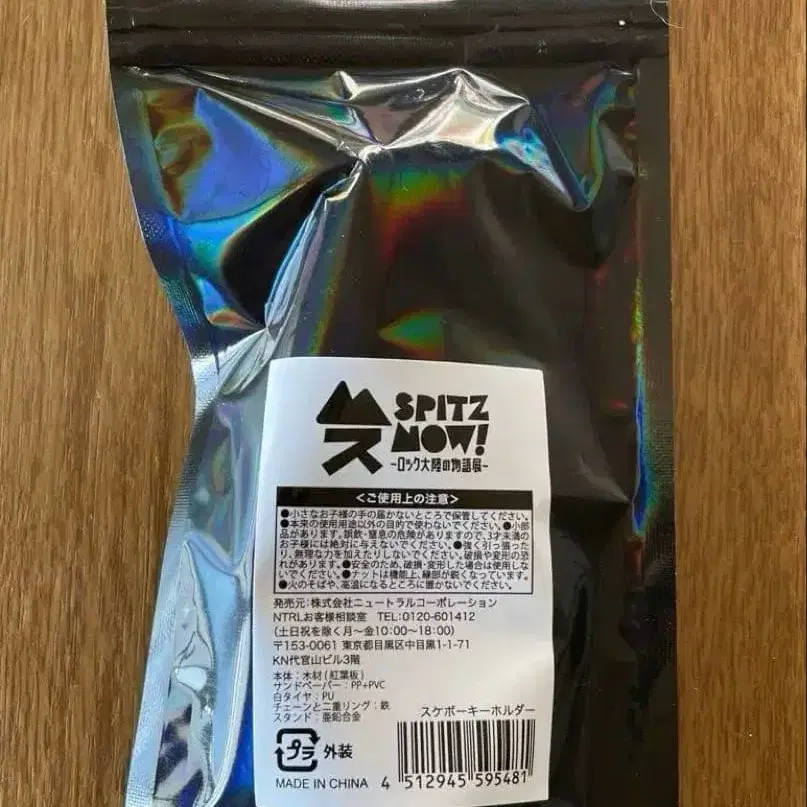 SPITZ
NOW!
~ロック大陸の物語展~
<ご使用上の注意>
●小さなお子様の手の届かないところで保管してください。
●本来の使用用途以外の目的で使わないでください。●小部
品があります。誤飲・窒息の危険がありますので、3才未満の
お子様には絶対に与えないでください。●強く引っ張った
り、無理な力を加えたりしないでください。破損や変形の恐
れがあります。●安全のため、破損・変形した場合は使用しな
いでください。●ナットは機能上、縁部が鋭くなっています。
●火のそばや、高温になるところに置かないでください。
発売元:株式会社ニュートラルコーポレーション
NTRLお客様相談室 TEL:0120-601412
(土日祝を除く月~金10:00~18:00)
〒153-0061 東京都目黒区中目黒1-1-71
KN代官山ビル3階
本体:木材(紅葉板)
サンドペーパー:PP+PVC
白タイヤ:PU
チェーンと二重リング:鉄
スタンド:亜鉛合金
スケボーキーホルダー
プラ 外装
MADE IN CHINA
4 512945 595481